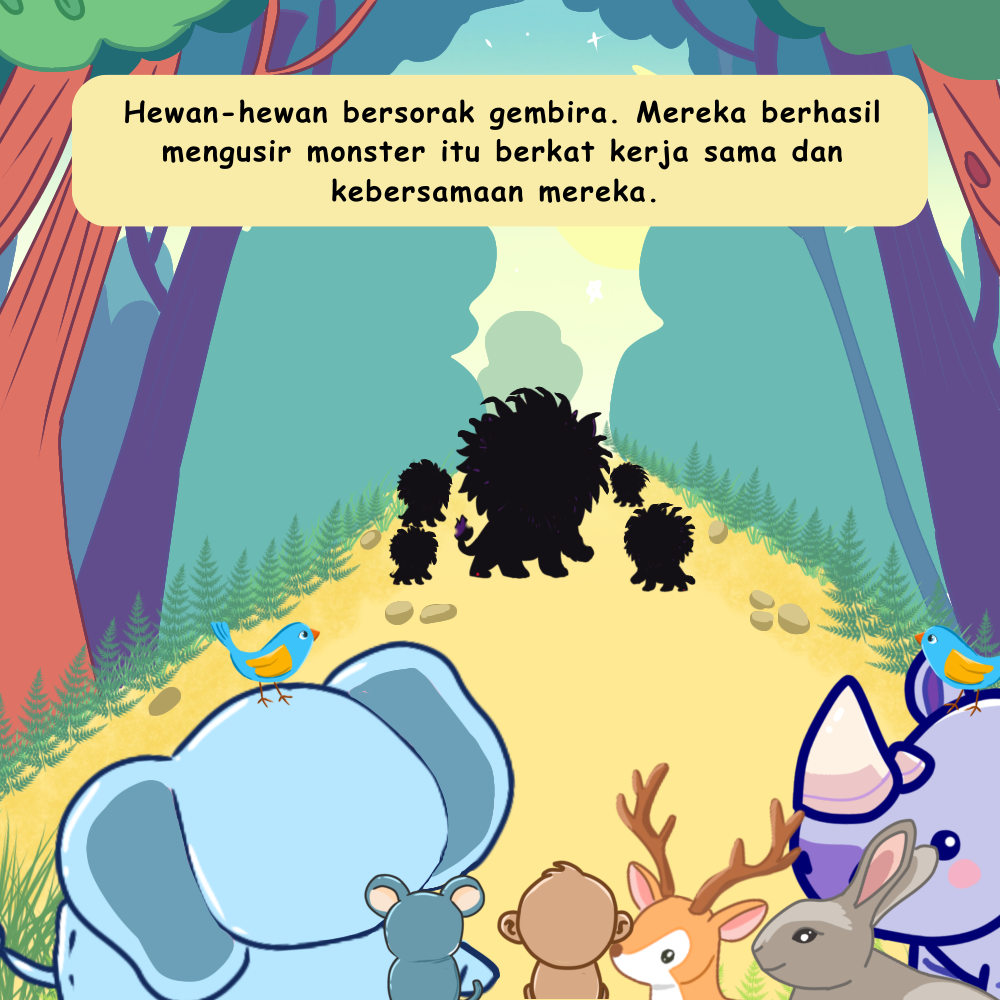 Hewan-hewan bersorak gembira. Mereka berhasil
mengusir monster itu berkat kerja sama dan
kebersamaan mereka.